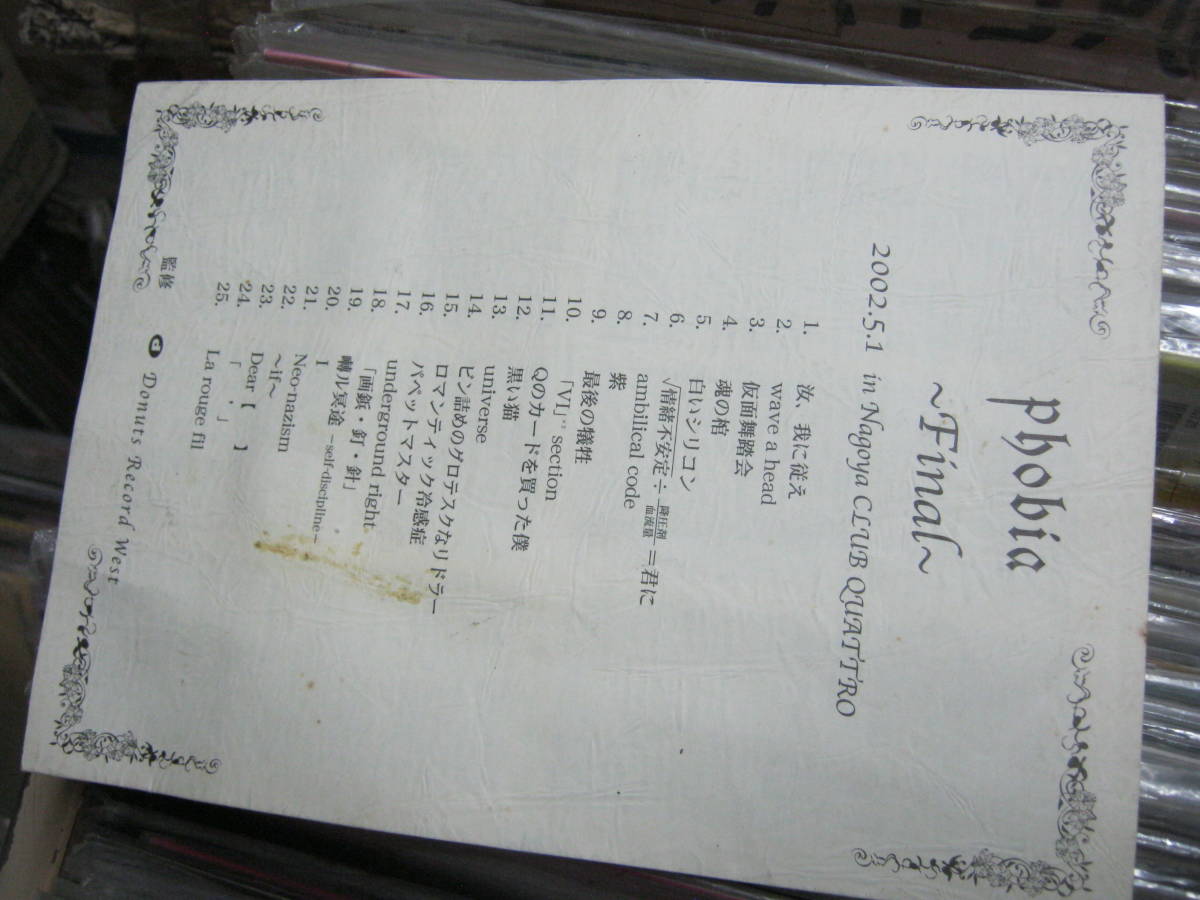 phobia
~Final~
2002.5.1 in Nagoya CLUB QUATTRO
1. 汝、我に従え
2. wave a head
3. 仮面舞踏会
4. 魂の棺
5. 白いシリコン
6. √情緒不安定÷降圧剤/血流量＝君に
7. ambilical code
8. 紫
9. 最後の犠牲
10. 「VI」section
11. Qのカードを買った僕
12. 黒い猫
13. universe
14. ビン詰めのグロテスクなリドラー
15. ロマンティック冷感症
16. パペットマスター
17. underground right
18. 「画鋲・釘・針」
19. 囀ル冥途 –self-discipline–
20. I
21. Neo-nazism
22. ~if~
23. Dear【　　】
24. 「　'　」
25. La rouge fil
監修 d Donuts Record West